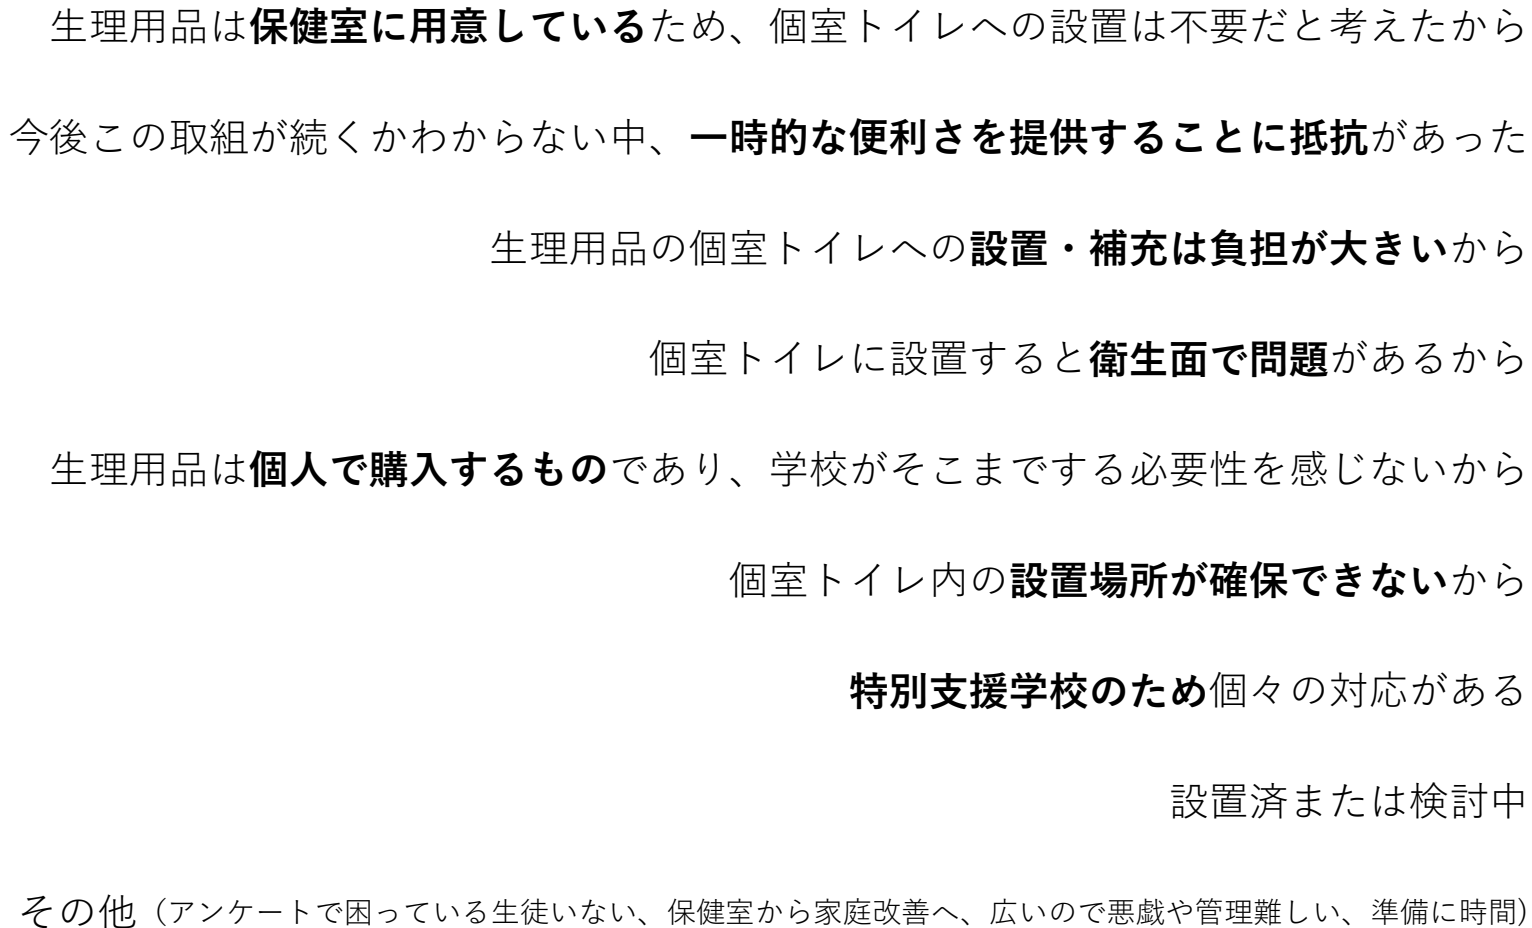 生理用品は保健室に用意しているため、個室トイレへの設置は不要だと考えたから
今後この取組が続くかわからない中、一時的な便利さを提供することに抵抗があった
生理用品の個室トイレへの設置・補充は負担が大きいから
個室トイレに設置すると衛生面で問題があるから
生理用品は個人で購入するものであり、学校がそこまでする必要性を感じないから
個室トイレ内の設置場所が確保できないから
特別支援学校のため個々の対応がある
設置済または検討中
その他（アンケートで困っている生徒いない、保健室から家庭改善へ、広いので悪戯や管理難しい、準備に時間)